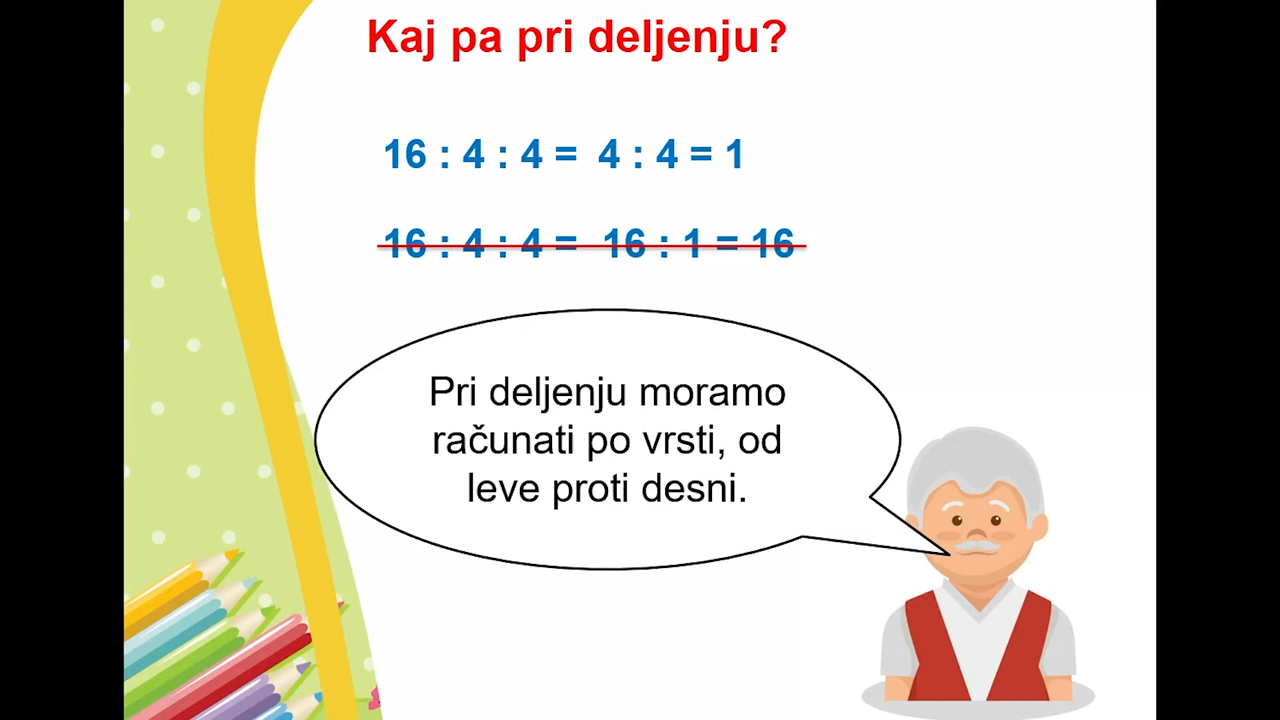 Kaj pa pri deljenju?
16 : 4 : 4 = 4 : 4 = 1
16 : 4 : 4 = 16 : 1 = 16
Pri deljenju moramo
računati po vrsti, od
leve proti desni.